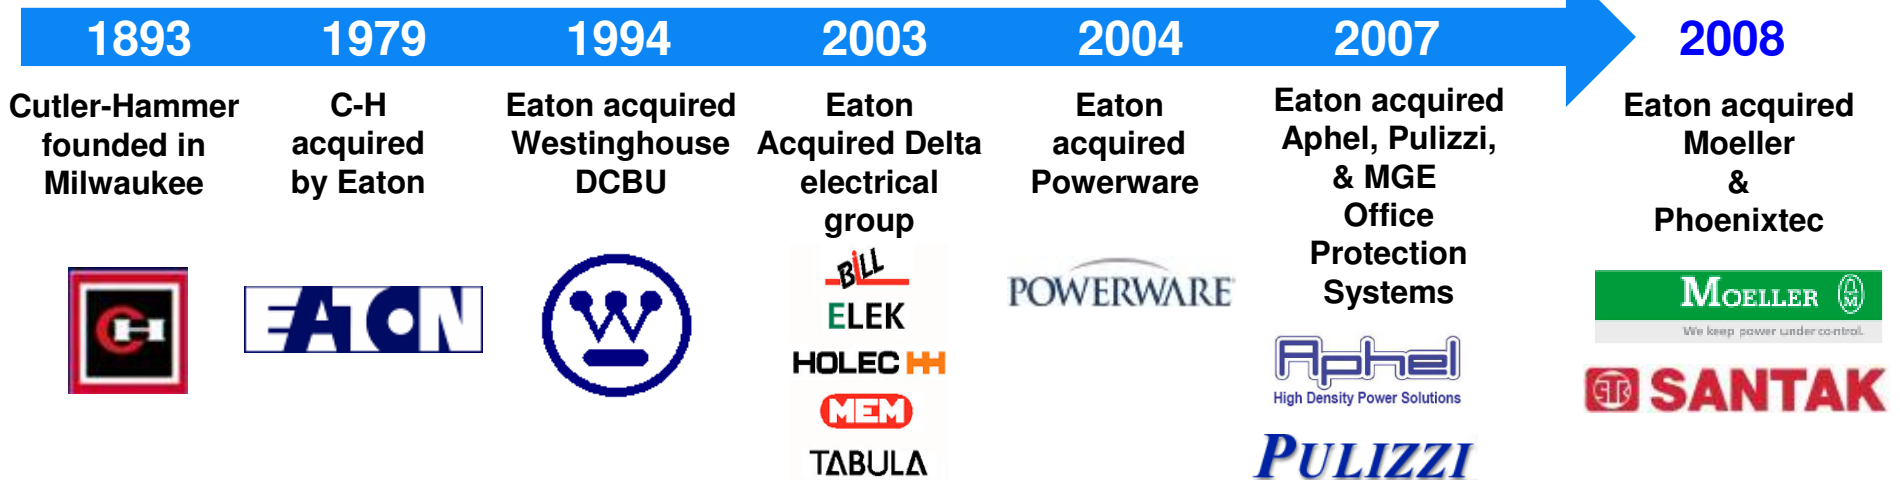 1893
1979
1994
2003
2004
2007
2008
Cutler-Hammer
founded in
Milwaukee
C-H
acquired
by Eaton
Eaton acquired
Westinghouse
DCBU
Eaton
Acquired Delta
electrical
group
Eaton
acquired
Powerware
Eaton acquired
Aphel, Pulizzi,
& MGE
Office
Protection
Systems
Eaton acquired
Moeller
&
Phoenixtec
CH
EATON
W
BILL
ELEK
HOLEC
MEM
TABULA
POWERWARE
Aphel
High Density Power Solutions
PULIZZI
MOELLER
We keep power under control.
SANTAK